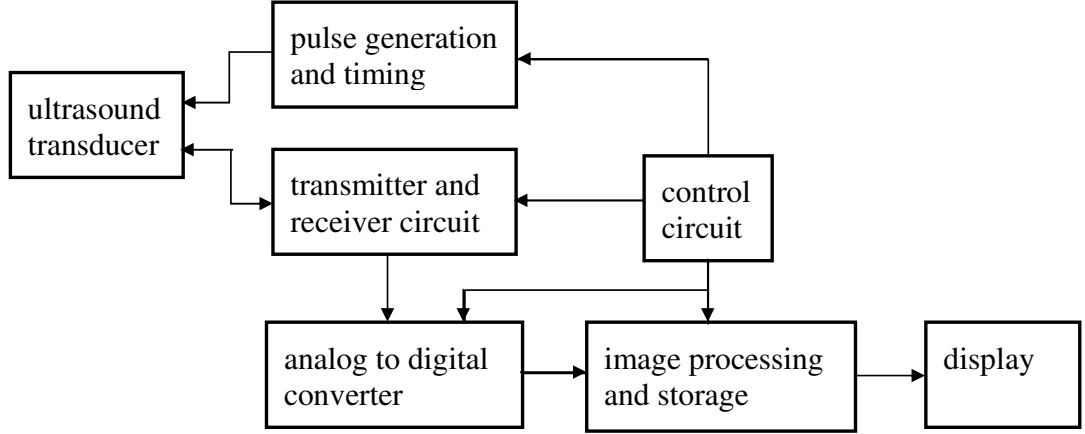 pulse generation
and timing
ultrasound
transducer
transmitter and
receiver circuit
control
circuit
analog to digital
converter
image processing
and storage
display